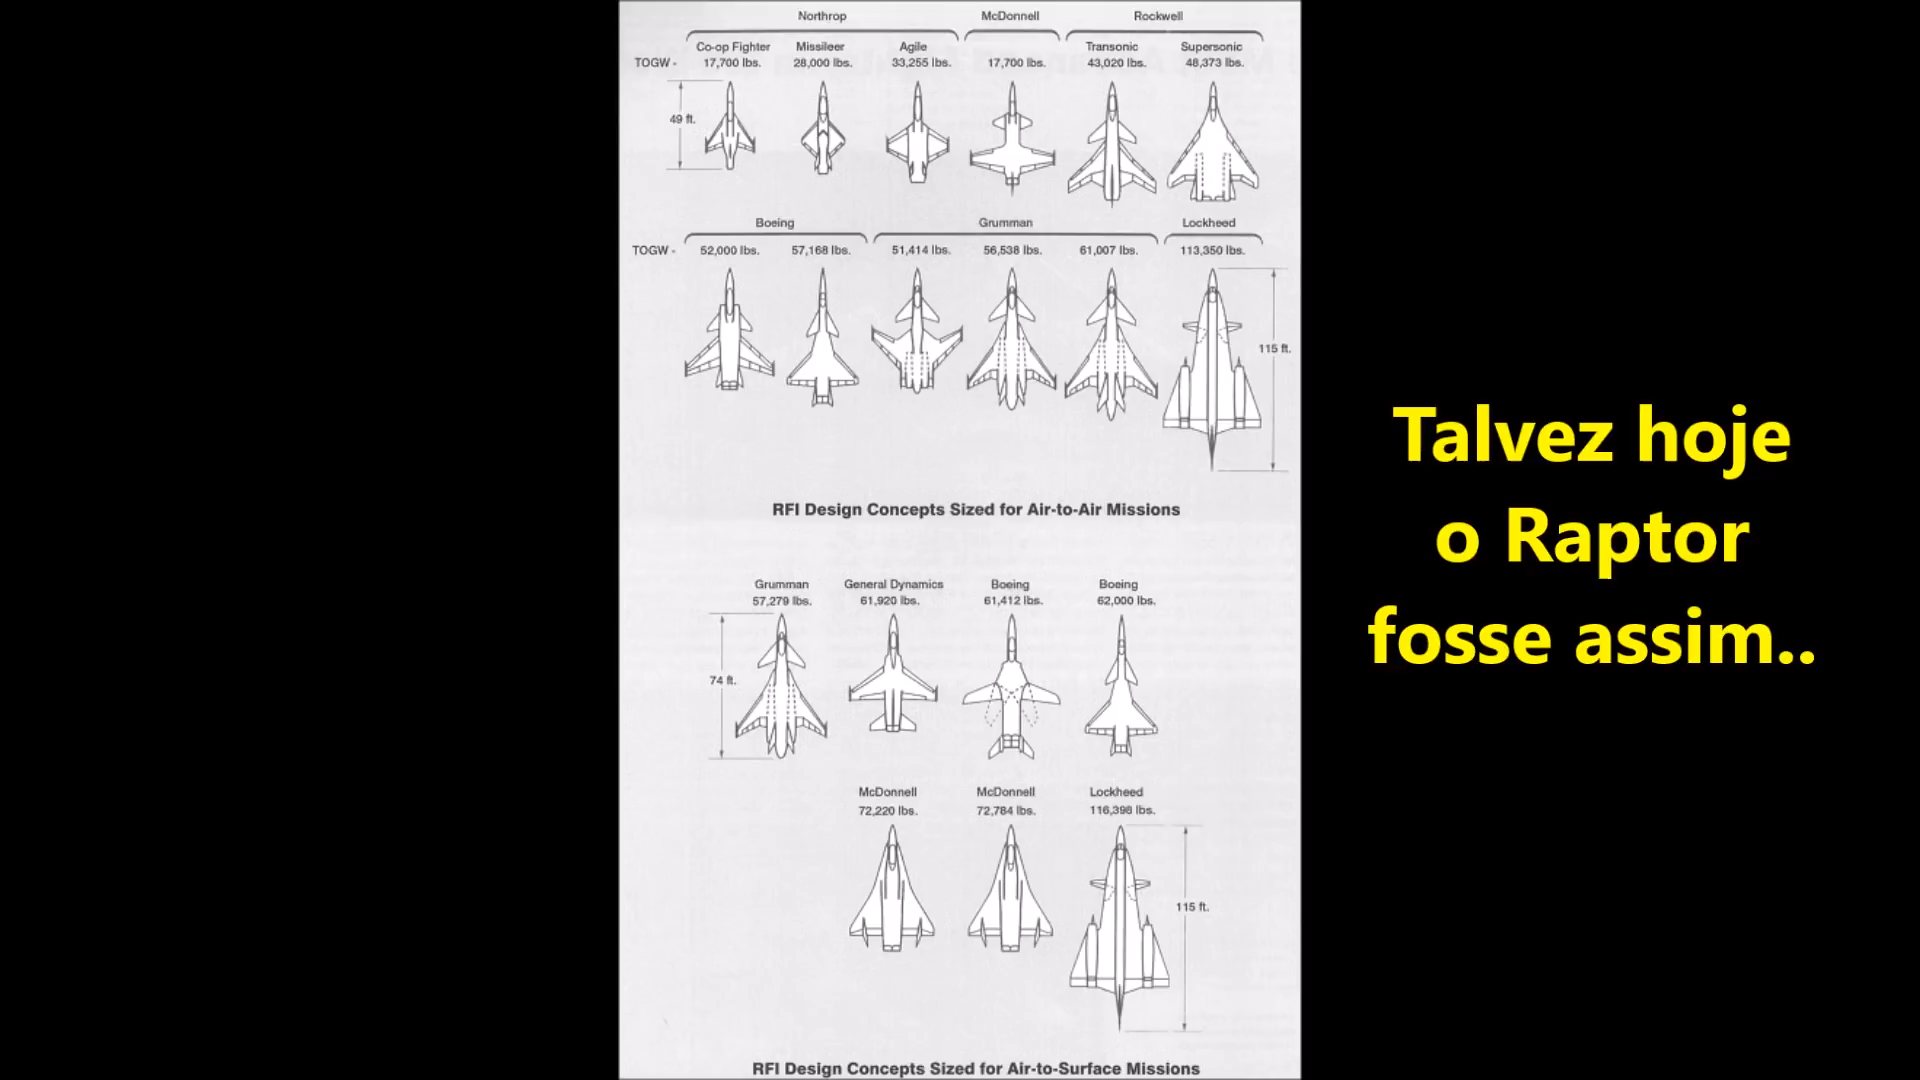 Northrop McDonnell Rockwell
Co-op Fighter Missileer Agile Transonic Supersonic
TOGW - 17,700 lbs. 28,000 lbs. 33,255 lbs. 17,700 lbs. 43,020 lbs. 48,373 lbs.
49 ft.
Boeing Grumman Lockheed
TOGW - 52,000 lbs. 57,168 lbs. 51,414 lbs. 56,538 lbs. 61,007 lbs. 113,350 lbs.
115 ft.
RFI Design Concepts Sized for Air-to-Air Missions
Grumman General Dynamics Boeing Boeing
57,279 lbs. 61,920 lbs. 61,412 lbs. 62,000 lbs.
74 ft.
McDonnell McDonnell Lockheed
72,220 lbs. 72,784 lbs. 116,398 lbs.
115 ft.
RFI Design Concepts Sized for Air-to-Surface Missions
Talvez hoje
o Raptor
fosse assim..